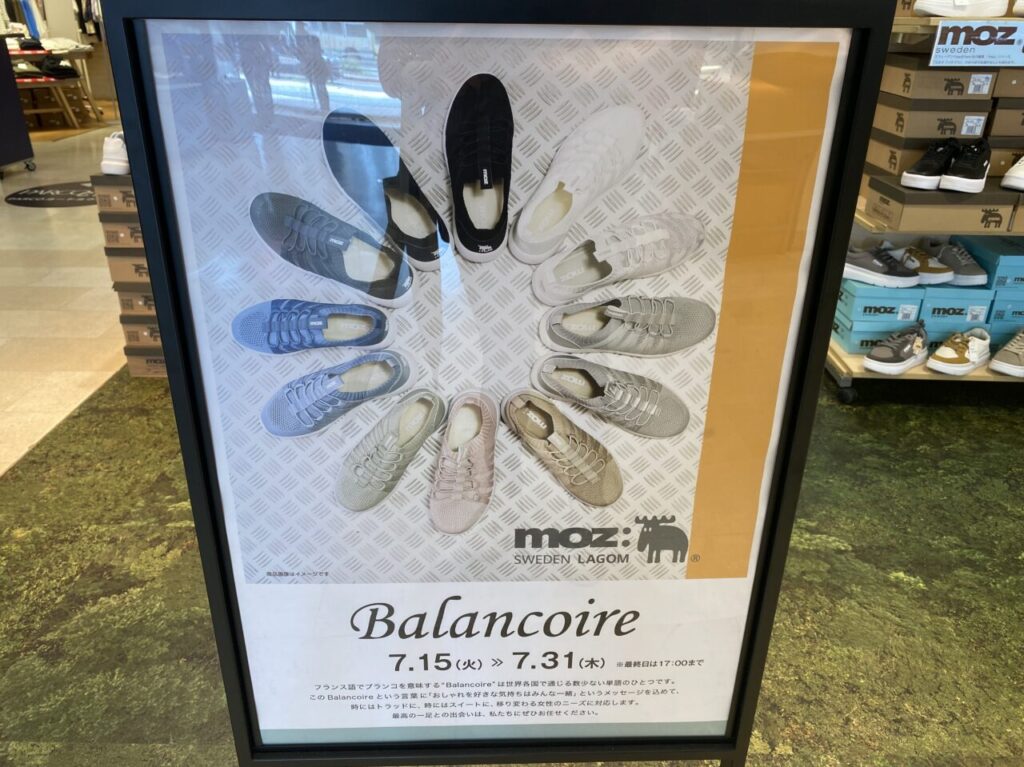 moz
sweden
moz
moz
moz:
SWEDEN LAGOM
®
商品画像はイメージです
Balancoire
7.15(火) ≫ 7.31(木) ※最終日は17:00まで
フランス語でブランコを意味する"Balancoire"は世界各国で通じる数少ない単語のひとつです。
このBalancoireという言葉に「おしゃれを好きな気持ちはみんな一緒」というメッセージを込めて、
時にはトラッドに、時にはスイートに、移り変わる女性のニーズに対応します。
最高の一足との出会いは、私たちにぜひお任せください。